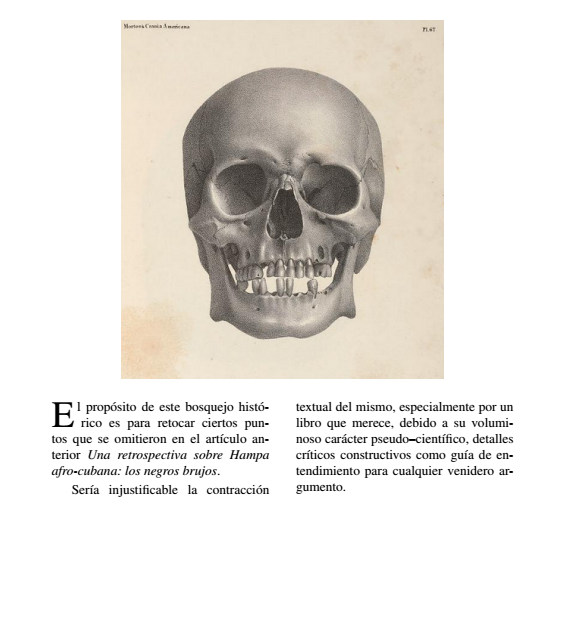 Morton's Crania Americana
Pl. 67
El propósito de este bosquejo histó-
rico es para retocar ciertos pun-
tos que se omitieron en el artículo an-
terior Una retrospectiva sobre Hampa
afro-cubana: los negros brujos.
Sería injustificable la contracción
textual del mismo, especialmente por un
libro que merece, debido a su volumi-
noso carácter pseudo–científico, detalles
críticos constructivos como guía de en-
tendimiento para cualquier venidero ar-
gumento.